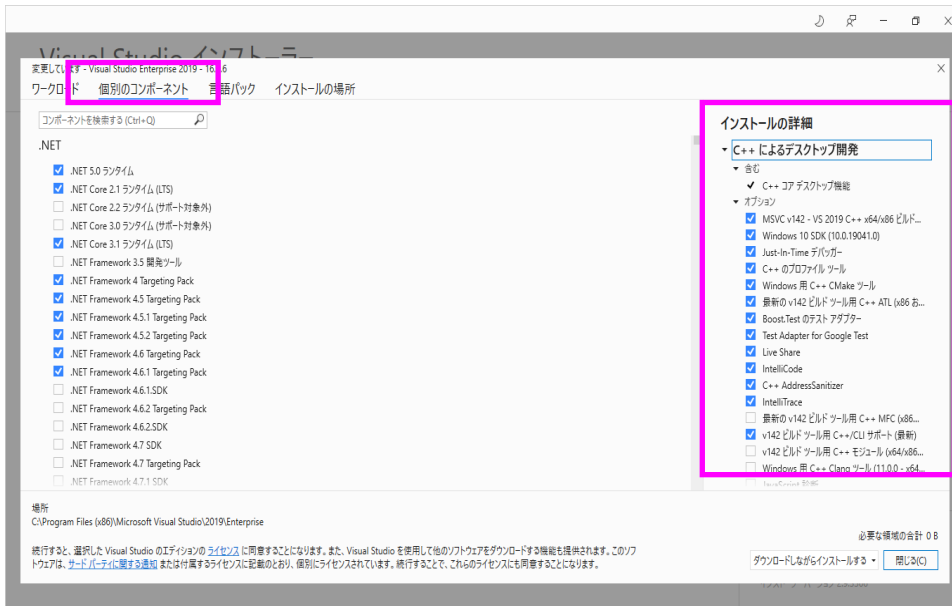 Visual Studio インストーラー
変更しています - Visual Studio Enterprise 2019 - 16.
ワークロード 個別のコンポーネント 言語パック インストールの場所
コンポーネントを検索する (Ctrl+Q)
.NET
.NET 5.0 ランタイム
.NET Core 2.1 ランタイム (LTS)
.NET Core 2.2 ランタイム (サポート対象外)
.NET Core 3.0 ランタイム (サポート対象外)
.NET Core 3.1 ランタイム (LTS)
.NET Framework 3.5 開発ツール
.NET Framework 4 Targeting Pack
.NET Framework 4.5 Targeting Pack
.NET Framework 4.5.1 Targeting Pack
.NET Framework 4.5.2 Targeting Pack
.NET Framework 4.6 Targeting Pack
.NET Framework 4.6.1 Targeting Pack
.NET Framework 4.6.1.SDK
.NET Framework 4.6.2 Targeting Pack
.NET Framework 4.6.2.SDK
.NET Framework 4.7 SDK
.NET Framework 4.7 Targeting Pack
.NET Framework 4.7.1 SDK
インストールの詳細
C++ によるデスクトップ開発
含む
C++ コア デスクトップ機能
オプション
MSVC v142 - VS 2019 C++ x64/x86 ビルド...
Windows 10 SDK (10.0.19041.0)
Just-In-Time デバッガー
C++ のプロファイル ツール
Windows 用 C++ CMake ツール
最新の v142 ビルド ツール用 C++ ATL (x86 お...
Boost.Test のテスト アダプター
Test Adapter for Google Test
Live Share
IntelliCode
C++ AddressSanitizer
IntelliTrace
最新の v142 ビルド ツール用 C++ MFC (x86...
v142 ビルド ツール用 C++/CLI サポート (最新)
v142 ビルド ツール用 C++ モジュール (x64/x86...
Windows 用 C++ Clang ツール (11.0.0 - x64...
JavaScript 診断
場所
C:\Program Files (x86)\Microsoft Visual Studio\2019\Enterprise
続行すると、選択した Visual Studio のエディションの ライセンス に同意することになります。また、Visual Studio を使用して他のソフトウェアをダウンロードする機能も提供されます。このソフ
トウェアは、サード パーティに関する通知 または付属するライセンスに記載のとおり、個別にライセンスされています。続行することで、これらのライセンスにも同意することになります。
必要な領域の合計 0 B
ダウンロードしながらインストールする 閉じる(C)